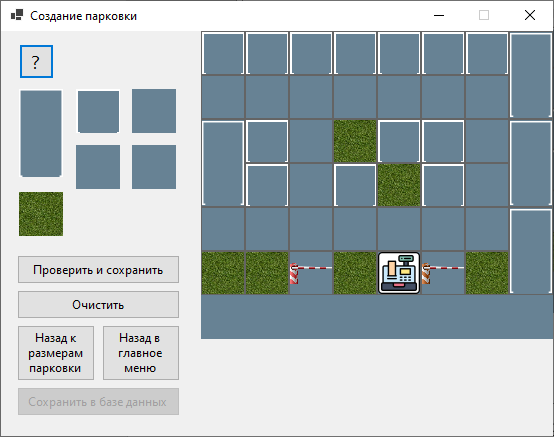 Создание парковки
?
Проверить и сохранить
Очистить
Назад к
размерам
парковки
Назад в
главное
меню
Сохранить в базе данных